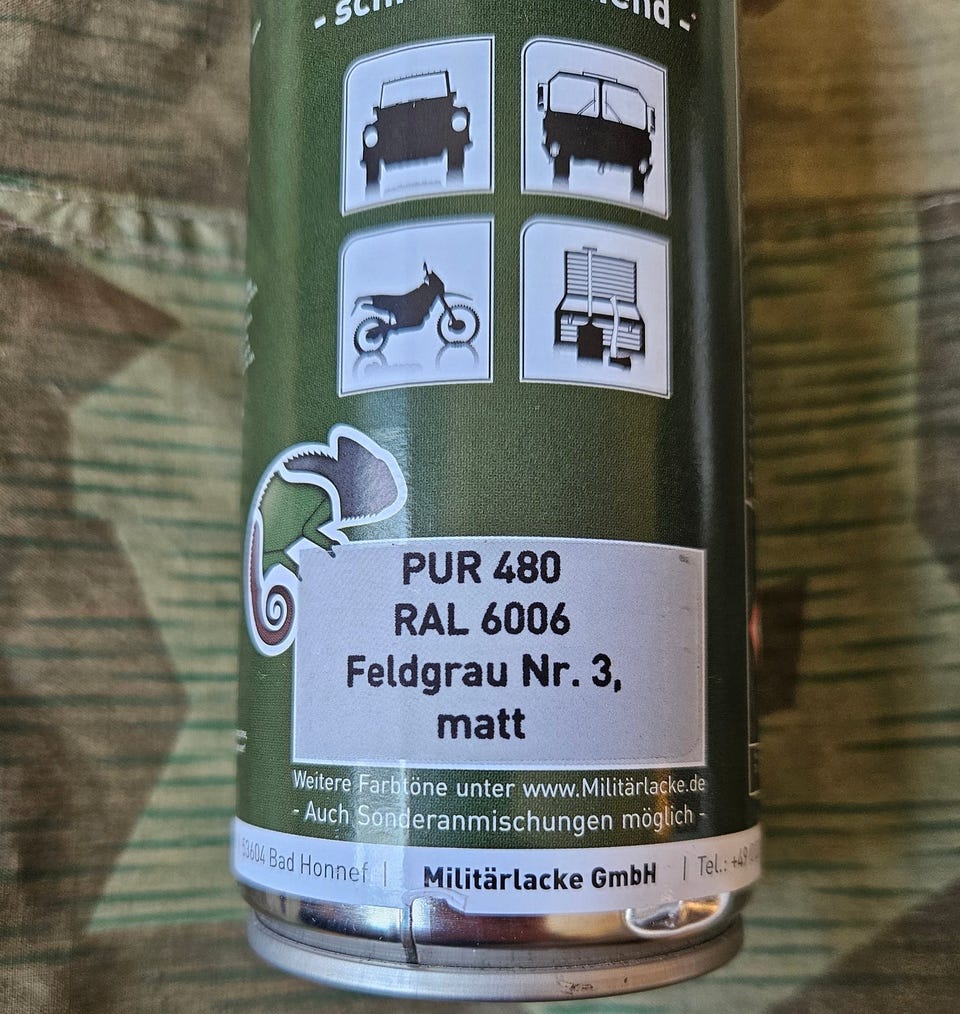 PUR 480
RAL 6006
Feldgrau Nr. 3,
matt
Weitere Farbtöne unter www.Militärlacke.de
- Auch Sonderanmischungen möglich -
53604 Bad Honnef | Militärlacke GmbH | Tel.: +49